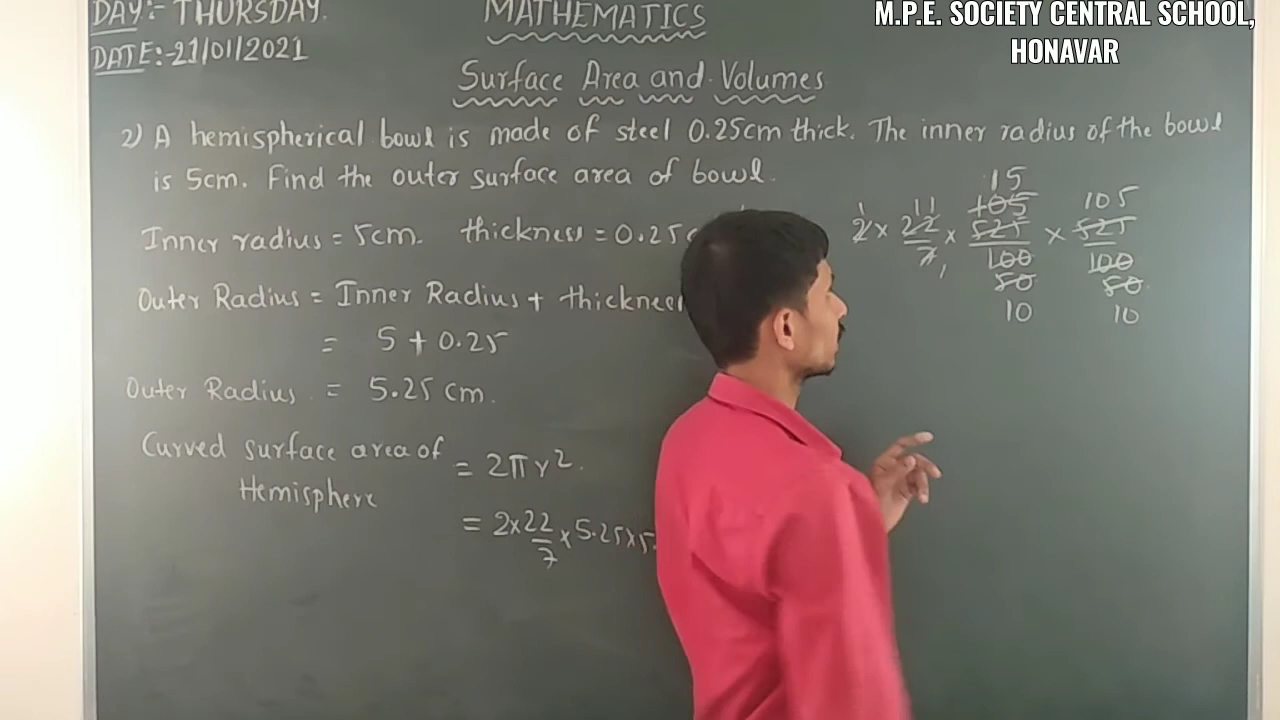 DAY:- THURSDAY.
DATE:-21/01/2021
MATHEMATICS
M.P.E. SOCIETY CENTRAL SCHOOL,
HONAVAR
Surface Area and Volumes
2) A hemispherical bowl is made of steel 0.25cm thick. The inner radius of the bowl
is 5cm. Find the outer surface area of bowl.
Inner radius = 5cm. thickness = 0.25c
Outer Radius = Inner Radius + thickness
= 5 + 0.25
Outer Radius = 5.25 cm.
Curved surface area of
Hemisphere
= 2πr².
= 2×22/7 × 5.25×5.
15
1 11 105 105
2 × 22/7 × 525/100 × 525/100
1 50 50
10 10